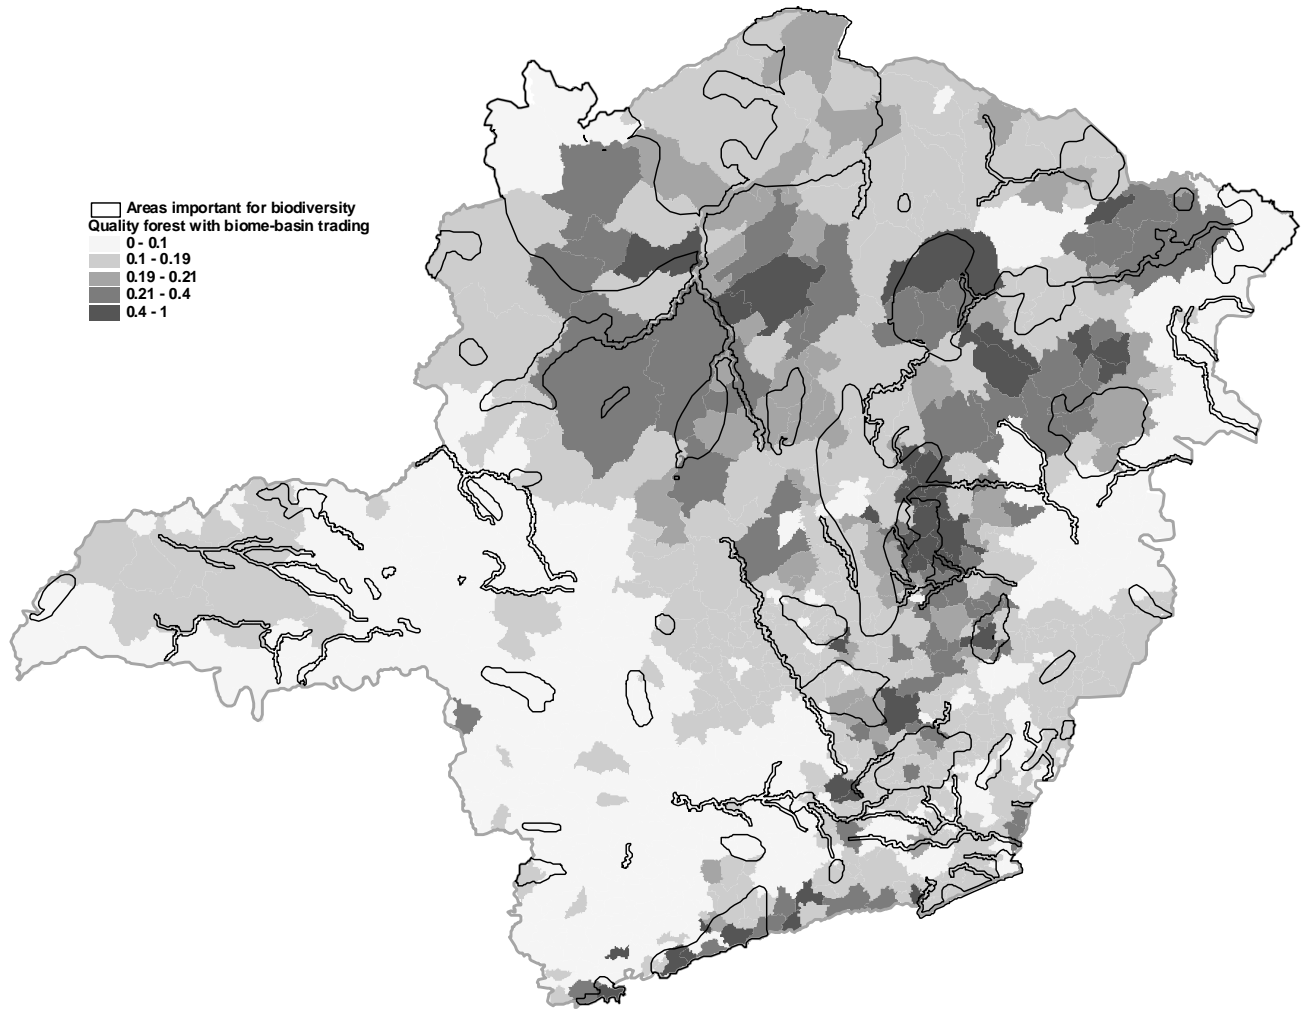 Areas important for biodiversity
Quality forest with biome-basin trading
0 - 0.1
0.1 - 0.19
0.19 - 0.21
0.21 - 0.4
0.4 - 1